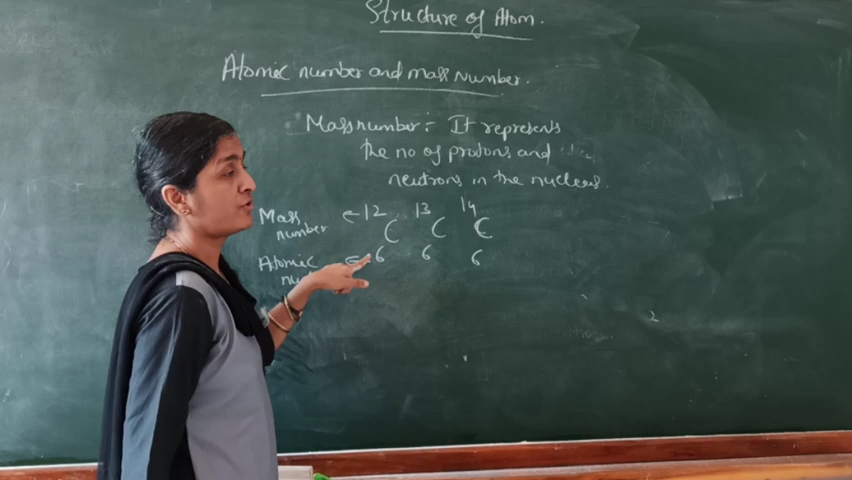 Structure of Atom.
Atomic number and mass Number.
Mass number :- It represents
the no of protons and
neutrons in the nucleus.
Mass number ← 12 13 14
C C C
Atomic ← 6 6 6